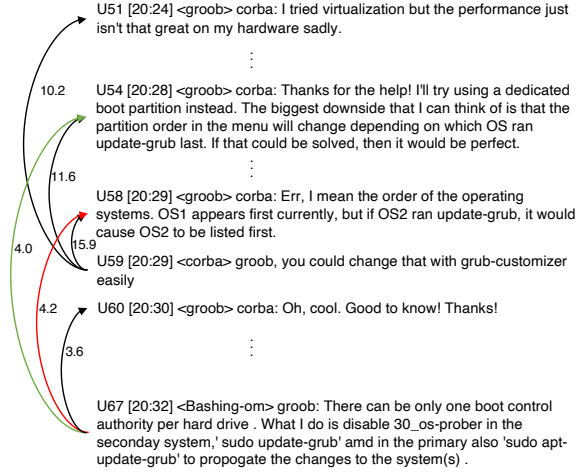 U51 [20:24] <groob> corba: I tried virtualization but the performance just
isn't that great on my hardware sadly.
10.2
U54 [20:28] <groob> corba: Thanks for the help! I'll try using a dedicated
boot partition instead. The biggest downside that I can think of is that the
partition order in the menu will change depending on which OS ran
update-grub last. If that could be solved, then it would be perfect.
11.6
U58 [20:29] <groob> corba: Err, I mean the order of the operating
systems. OS1 appears first currently, but if OS2 ran update-grub, it would
cause OS2 to be listed first.
4.0
15.9
U59 [20:29] <corba> groob, you could change that with grub-customizer
easily
4.2
U60 [20:30] <groob> corba: Oh, cool. Good to know! Thanks!
3.6
U67 [20:32] <Bashing-om> groob: There can be only one boot control
authority per hard drive . What I do is disable 30_os-prober in the
seconday system,' sudo update-grub' amd in the primary also 'sudo apt-
update-grub' to propogate the changes to the system(s) .